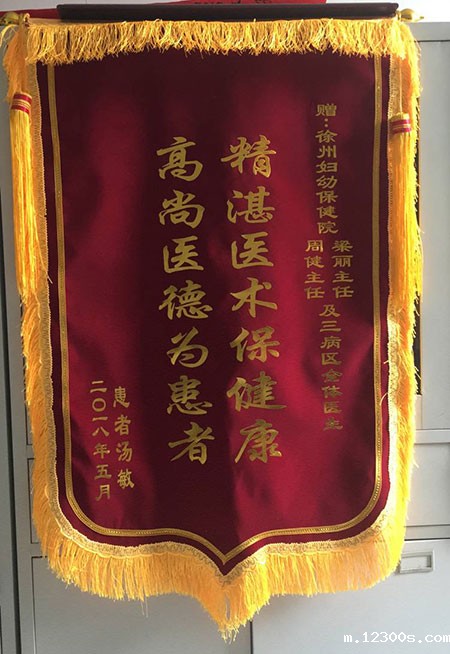 赠：徐州妇幼保健院
梁丽主任
周健主任
及三病区全体医生
精湛医术保健康
高尚医德为患者
患者汤敏
二〇一八年五月
m.12300s.com